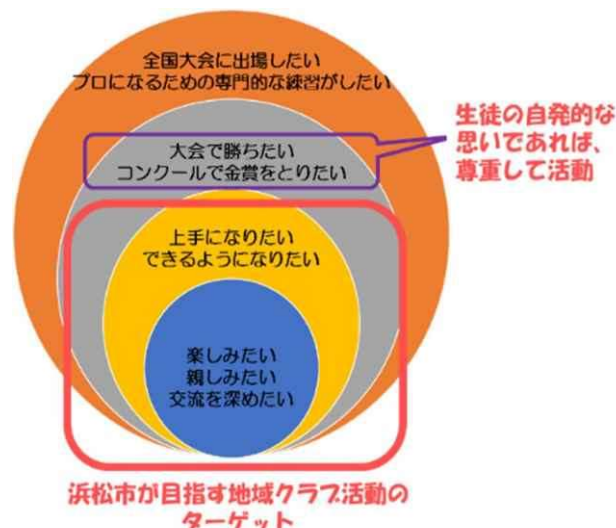 全国大会に出場したい
プロになるための専門的な練習がしたい
大会で勝ちたい
コンクールで金賞をとりたい
生徒の自発的な
思いであれば、
尊重して活動
上手になりたい
できるようになりたい
楽しみたい
親しみたい
交流を深めたい
浜松市が目指す地域クラブ活動の
ターゲット